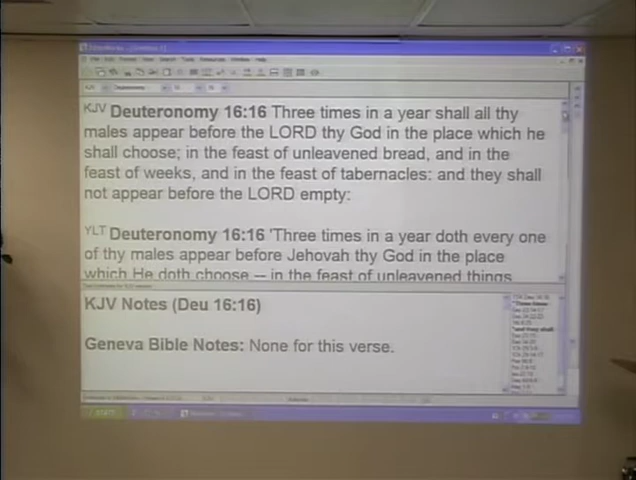 KJV Deuteronomy 16:16 Three times in a year shall all thy
males appear before the LORD thy God in the place which he
shall choose; in the feast of unleavened bread, and in the
feast of weeks, and in the feast of tabernacles: and they shall
not appear before the LORD empty:
YLT Deuteronomy 16:16 'Three times in a year doth every one
of thy males appear before Jehovah thy God in the place
which He doth choose -- in the feast of unleavened things,
KJV Notes (Deu 16:16)
Geneva Bible Notes: None for this verse.